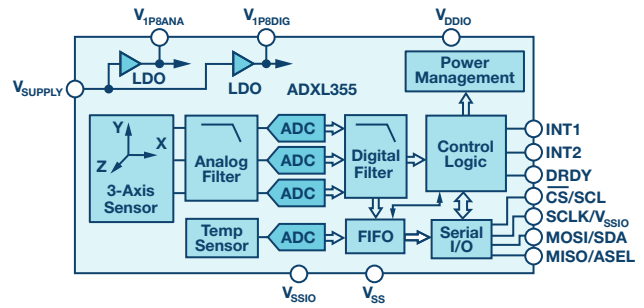 V1P8ANA
V1P8DIG
VDDIO
VSUPPLY
LDO
LDO
ADXL355
Power
Management
Y
X
Z
3-Axis
Sensor
Analog
Filter
ADC
ADC
ADC
Digital
Filter
Control
Logic
INT1
INT2
DRDY
CS/SCL
SCLK/VSSIO
MOSI/SDA
MISO/ASEL
Temp
Sensor
ADC
FIFO
Serial
I/O
VSSIO
VSS